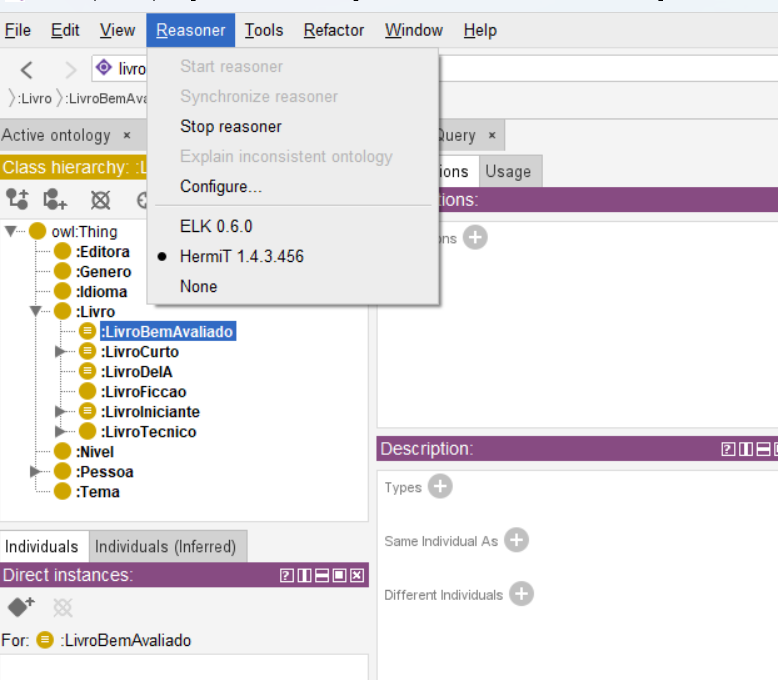 File Edit View Reasoner Tools Refactor Window Help
livro
Start reasoner
Synchronize reasoner
Stop reasoner
Explain inconsistent ontology
Configure...
ELK 0.6.0
HermiT 1.4.3.456
None
:Livro :LivroBemAva
Active ontology × Query ×
Class hierarchy: :L
ions Usage
ions:
ons
owl:Thing
:Editora
:Genero
:Idioma
:Livro
:LivroBemAvaliado
:LivroCurto
:LivroDelA
:LivroFiccao
:LivroIniciante
:LivroTecnico
:Nivel
:Pessoa
:Tema
Description:
Types
Same Individual As
Different Individuals
Individuals Individuals (Inferred)
Direct instances:
For: :LivroBemAvaliado